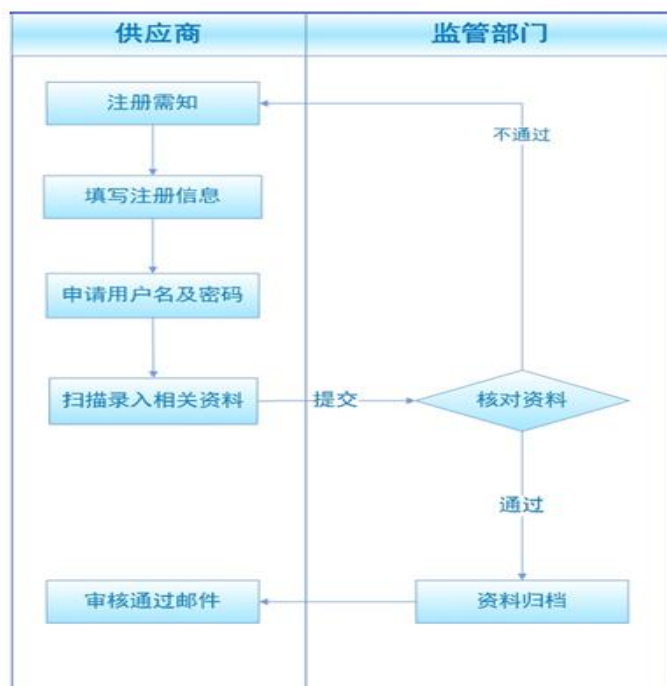 供应商
监管部门
注册需知
不通过
填写注册信息
申请用户名及密码
扫描录入相关资料
提交
核对资料
通过
审核通过邮件
资料归档